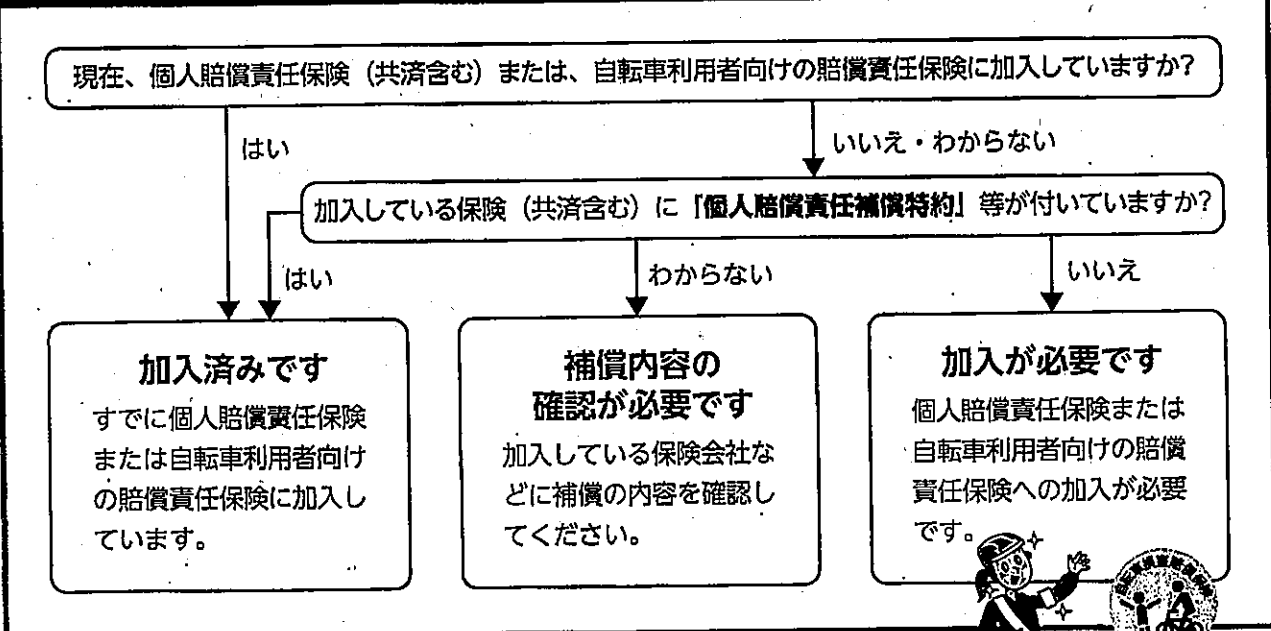 現在、個人賠償責任保険（共済含む）または、自転車利用者向けの賠償責任保険に加入していますか？
はい
いいえ・わからない
加入している保険（共済含む）に『個人賠償責任補償特約』等が付いていますか？
はい
わからない
いいえ
加入済みです
すでに個人賠償責任保険
または自転車利用者向け
の賠償責任保険に加入し
ています。
補償内容の
確認が必要です
加入している保険会社な
どに補償の内容を確認し
てください。
加入が必要です
個人賠償責任保険または
自転車利用者向けの賠償
責任保険への加入が必要
です。